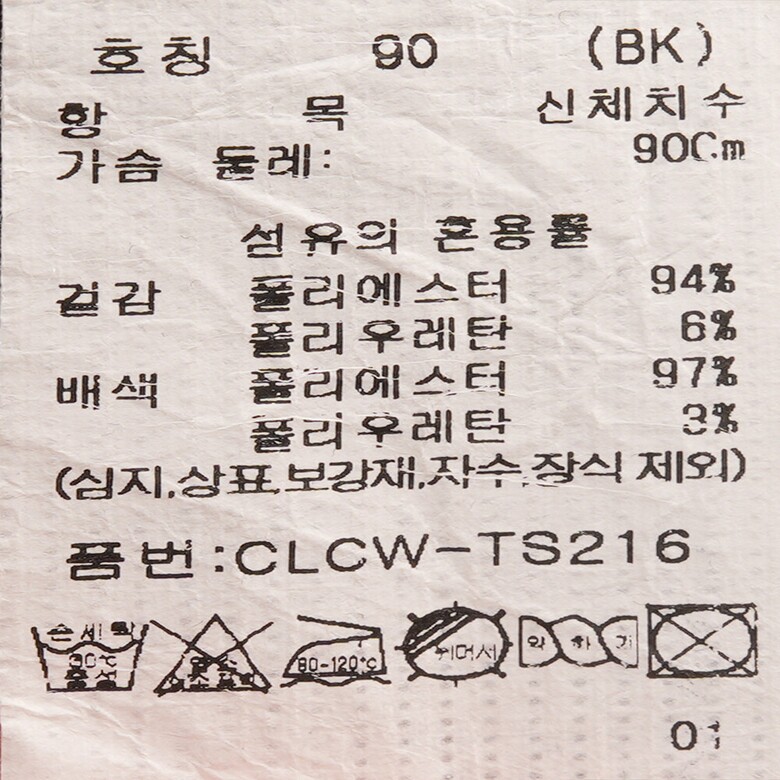 호칭 90 (BK)
항 목 신체치수
가슴 둘레: 90Cm
섬유의 혼용률
겉감 폴리에스터 94%
폴리우레탄 6%
배색 폴리에스터 97%
폴리우레탄 3%
(심지,상표,보강재,자수,장식 제외)
품번:CLCW-TS216
손세탁 30℃ 중성
80-120℃
뉘어서
약하게
01